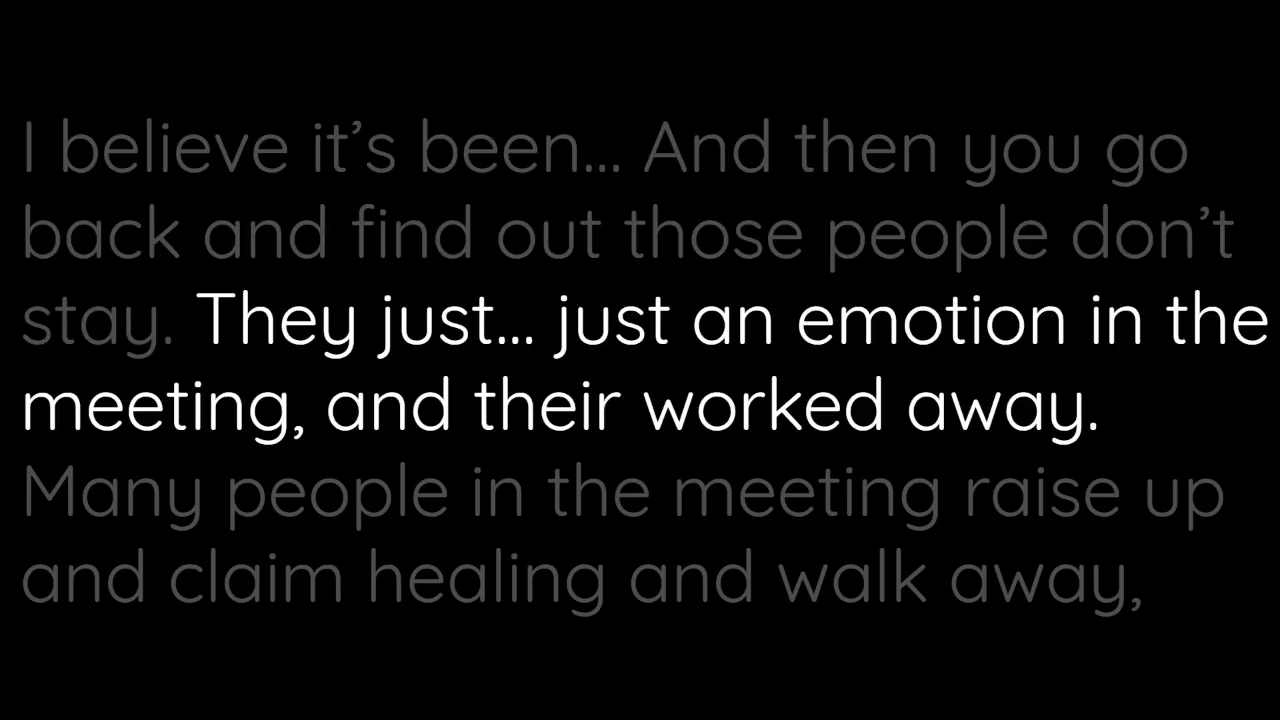 I believe it’s been... And then you go
back and find out those people don’t
stay. They just... just an emotion in the
meeting, and their worked away.
Many people in the meeting raise up
and claim healing and walk away,